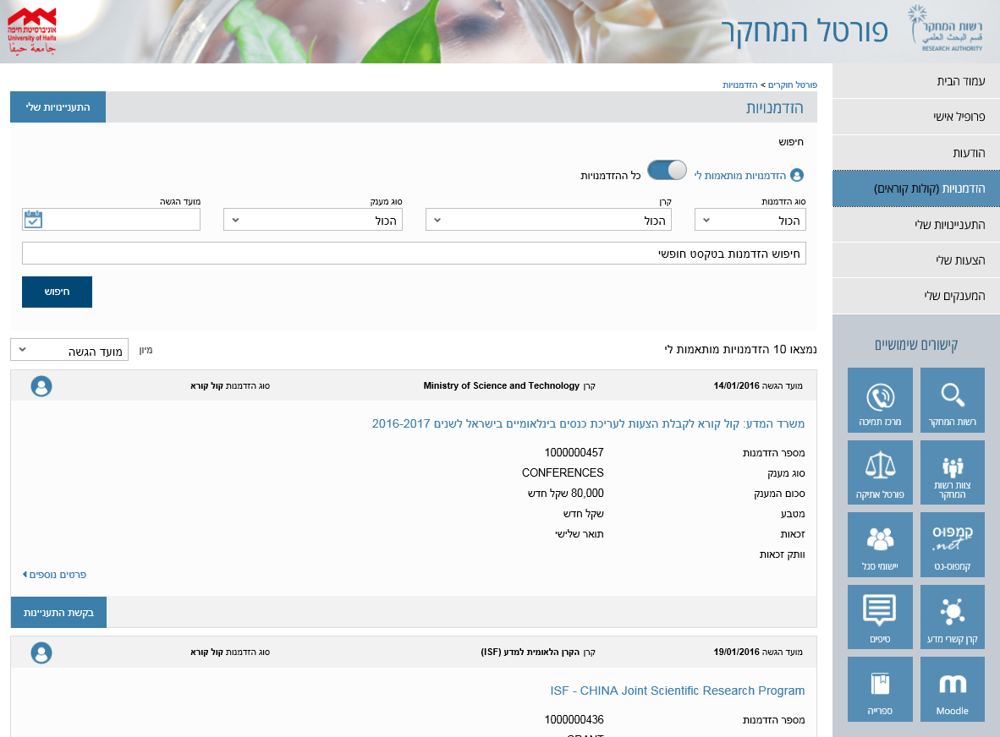 אוניברסיטת חיפה
University of Haifa
جامعة حيفا
פורטל המחקר
רשות המחקר
قسم البحث العلمي
RESEARCH AUTHORITY
עמוד הבית
פרופיל אישי
הודעות
הזדמנויות (קולות קוראים)
התעניינויות שלי
הצעות שלי
המענקים שלי
קישורים שימושיים
רשות המחקר
מרכז תמיכה
צוות רשות המחקר
פורטל אתיקה
קמפוס.net
קמפוס-נט
יישומי סגל
קרן קשרי מדע
טיפים
Moodle
ספרייה
פורטל חוקרים > הזדמנויות
הזדמנויות
התעניינויות שלי
חיפוש
הזדמנויות מותאמות לי
כל ההזדמנויות
סוג הזדמנות
קרן
סוג מענק
מועד הגשה
הכול
הכול
הכול
חיפוש הזדמנות בטקסט חופשי
חיפוש
נמצאו 10 הזדמנויות מותאמות לי
מיון
מועד הגשה
מועד הגשה 14/01/2016
קרן Ministry of Science and Technology
סוג הזדמנות קול קורא
משרד המדע: קול קורא לקבלת הצעות לעריכת כנסים בינלאומיים בישראל לשנים 2016-2017
מספר הזדמנות 1000000457
סוג מענק CONFERENCES
סכום המענק 80,000 שקל חדש
מטבע שקל חדש
זכאות תואר שלישי
וותק זכאות
פרטים נוספים
בקשת התעניינות
מועד הגשה 19/01/2016
קרן הקרן הלאומית למדע (ISF)
סוג הזדמנות קול קורא
ISF - CHINA Joint Scientific Research Program
מספר הזדמנות 1000000436